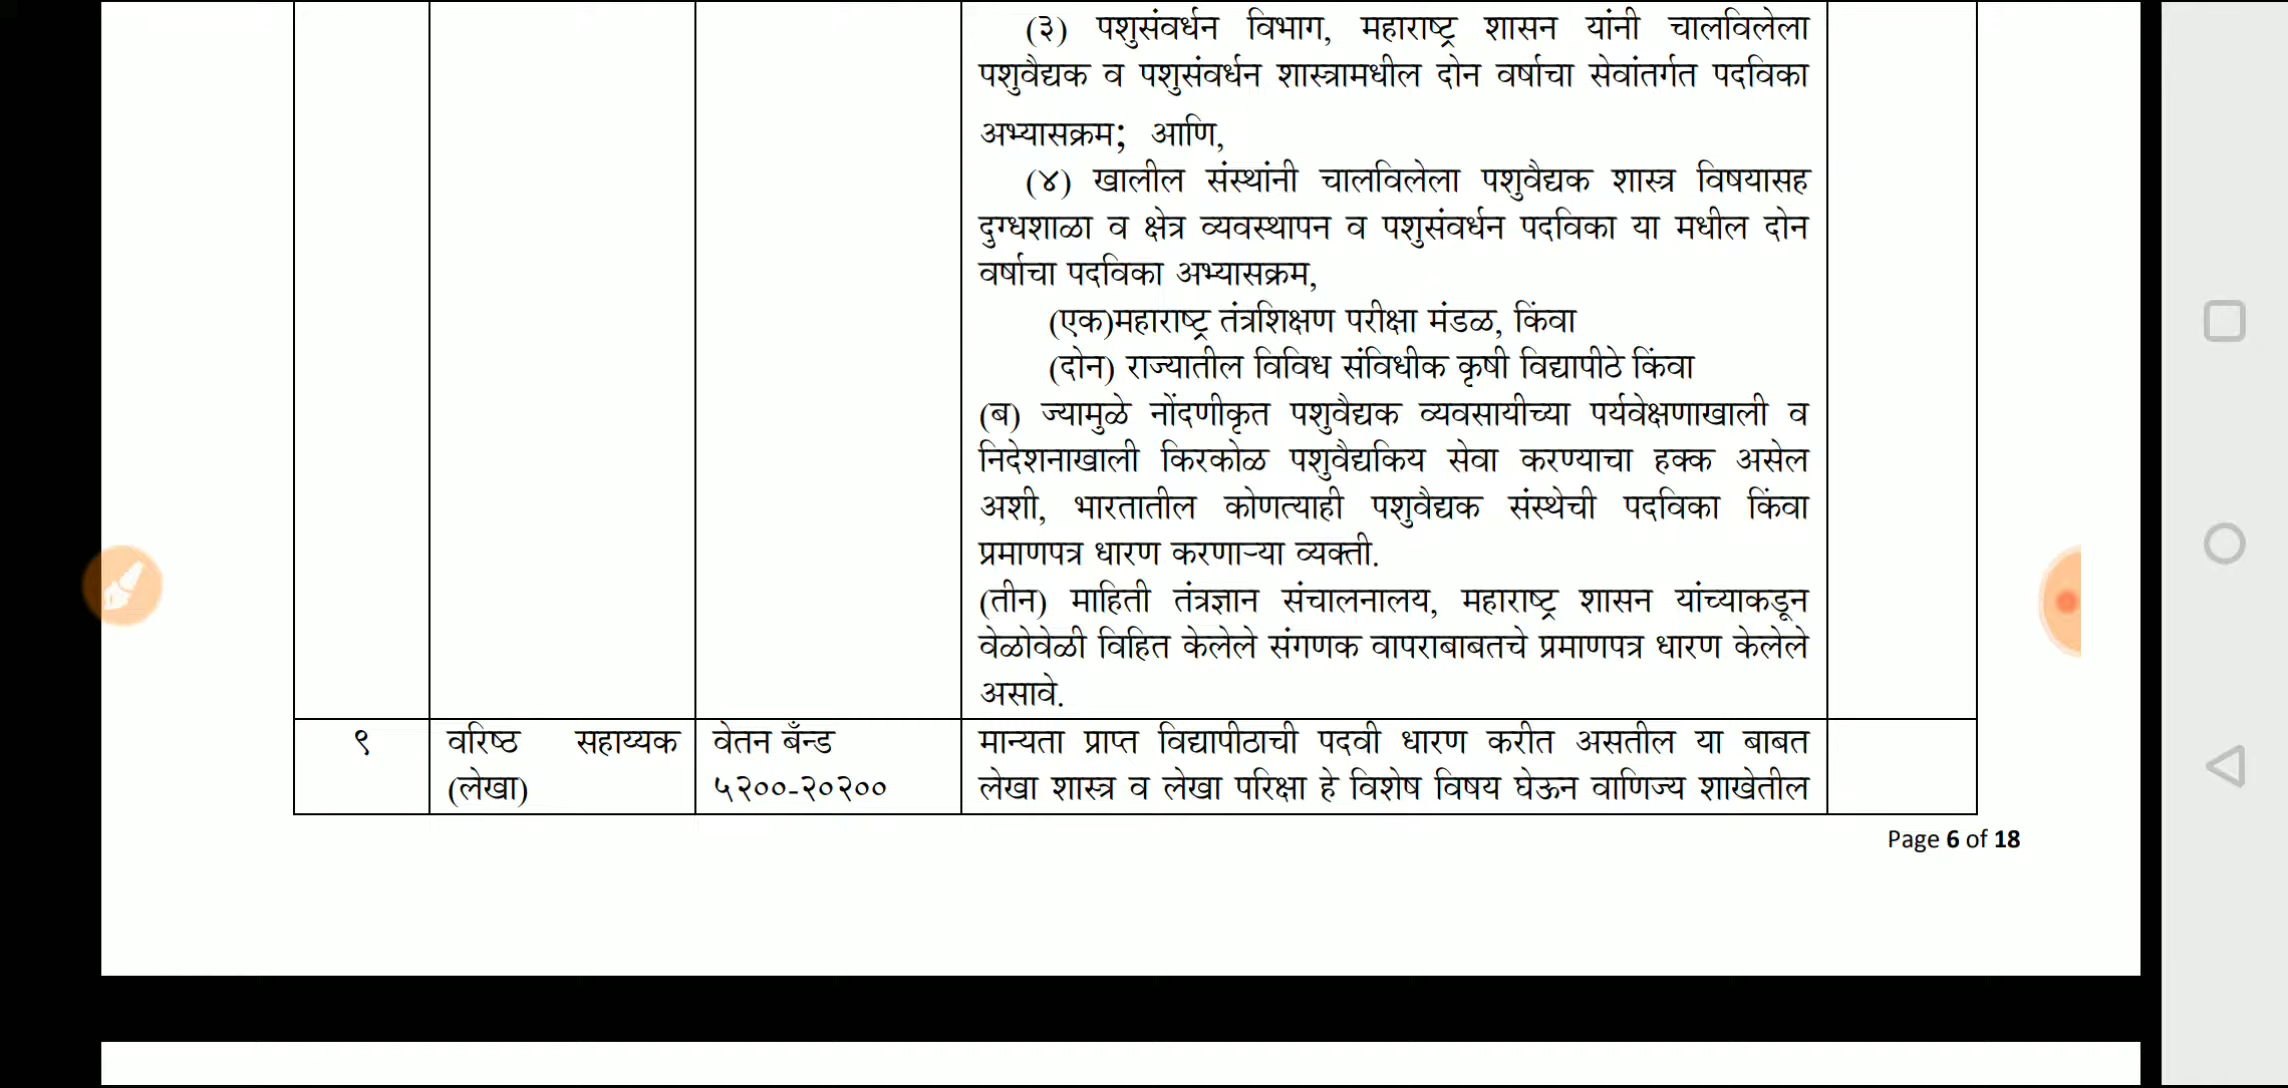 (३) पशुसंवर्धन विभाग, महाराष्ट्र शासन यांनी चालविलेला
पशुवैद्यक व पशुसंवर्धन शास्त्रामधील दोन वर्षाचा सेवांतर्गत पदविका
अभ्यासक्रम; आणि,
(४) खालील संस्थांनी चालविलेला पशुवैद्यक शास्त्र विषयासह
दुग्धशाळा व क्षेत्र व्यवस्थापन व पशुसंवर्धन पदविका या मधील दोन
वर्षाचा पदविका अभ्यासक्रम,
(एक)महाराष्ट्र तंत्रशिक्षण परीक्षा मंडळ, किंवा
(दोन) राज्यातील विविध संविधीक कृषी विद्यापीठे किंवा
(ब) ज्यामुळे नोंदणीकृत पशुवैद्यक व्यवसायीच्या पर्यवेक्षणाखाली व
निदेशनाखाली किरकोळ पशुवैद्यकिय सेवा करण्याचा हक्क असेल
अशी, भारतातील कोणत्याही पशुवैद्यक संस्थेची पदविका किंवा
प्रमाणपत्र धारण करणाऱ्या व्यक्ती.
(तीन) माहिती तंत्रज्ञान संचालनालय, महाराष्ट्र शासन यांच्याकडून
वेळोवेळी विहित केलेले संगणक वापराबाबतचे प्रमाणपत्र धारण केलेले
असावे.
९ वरिष्ठ सहाय्यक वेतन बँन्ड मान्यता प्राप्त विद्यापीठाची पदवी धारण करीत असतील या बाबत
(लेखा) ५२००-२०२०० लेखा शास्त्र व लेखा परिक्षा हे विशेष विषय घेऊन वाणिज्य शाखेतील
Page 6 of 18